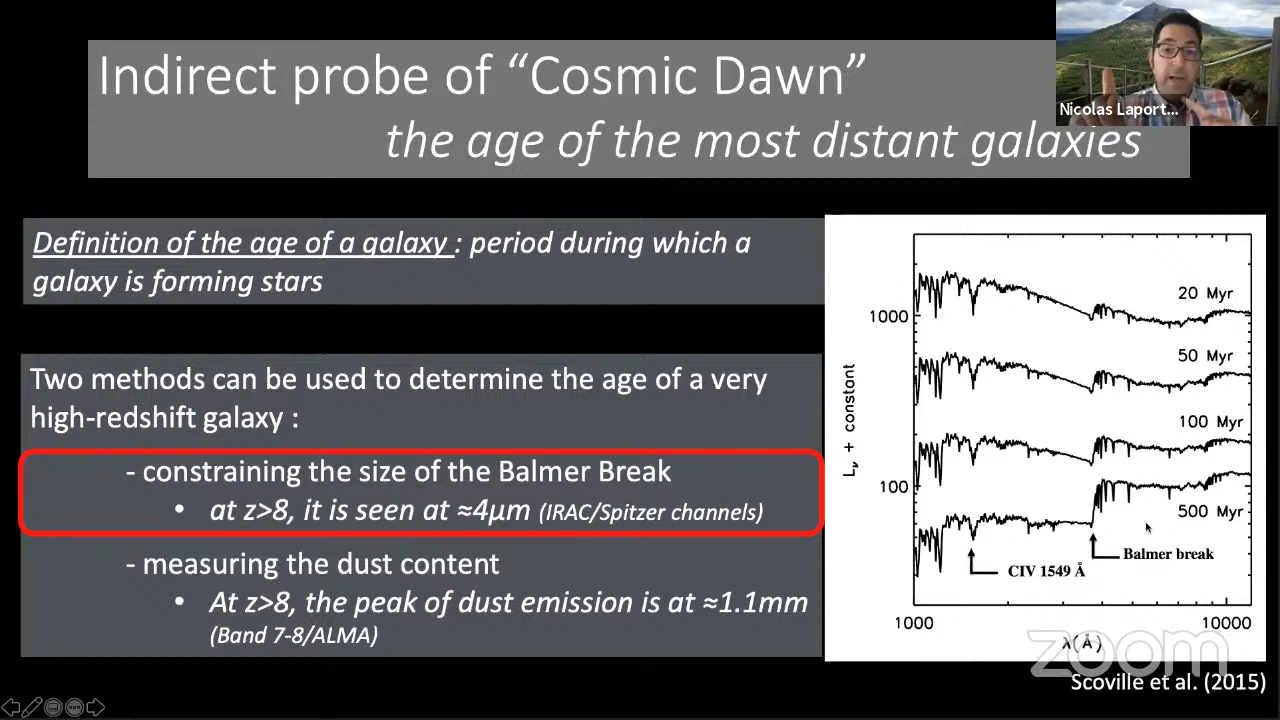 Indirect probe of “Cosmic Dawn”
the age of the most distant galaxies
Nicolas Laport...
Definition of the age of a galaxy : period during which a
galaxy is forming stars
Two methods can be used to determine the age of a very
high-redshift galaxy :
- constraining the size of the Balmer Break
• at z>8, it is seen at ≈4μm (IRAC/Spitzer channels)
- measuring the dust content
• At z>8, the peak of dust emission is at ≈1.1mm
(Band 7-8/ALMA)
20 Myr
1000
50 Myr
L𝜈 + constant
100 Myr
100
500 Myr
Balmer break
CIV 1549 Å
1000
10000
λ(Å)
zoom
Scoville et al. (2015)